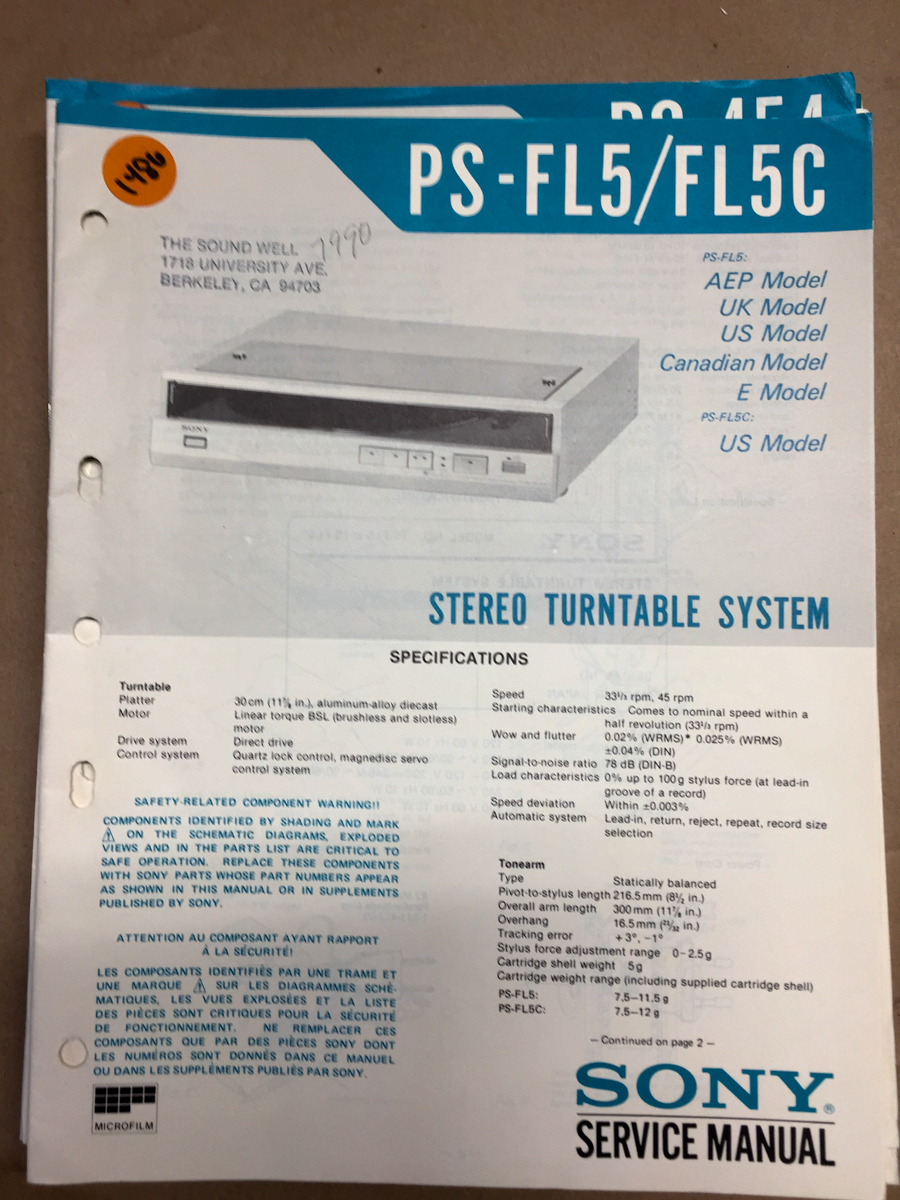 PS-FL5/FL5C
1486
THE SOUND WELL 1990
1718 UNIVERSITY AVE.
BERKELEY, CA 94703
PS-FL5:
AEP Model
UK Model
US Model
Canadian Model
E Model
PS-FL5C:
US Model
SONY
STEREO TURNTABLE SYSTEM
SPECIFICATIONS
Turntable
Platter 30 cm (11⅞ in.), aluminum-alloy diecast
Motor Linear torque BSL (brushless and slotless)
motor
Drive system Direct drive
Control system Quartz lock control, magnedisc servo
control system
SAFETY-RELATED COMPONENT WARNING!!
COMPONENTS IDENTIFIED BY SHADING AND MARK
⚠ ON THE SCHEMATIC DIAGRAMS, EXPLODED
VIEWS AND IN THE PARTS LIST ARE CRITICAL TO
SAFE OPERATION. REPLACE THESE COMPONENTS
WITH SONY PARTS WHOSE PART NUMBERS APPEAR
AS SHOWN IN THIS MANUAL OR IN SUPPLEMENTS
PUBLISHED BY SONY.
ATTENTION AU COMPOSANT AYANT RAPPORT
À LA SÉCURITÉ!
LES COMPOSANTS IDENTIFIÉS PAR UNE TRAME ET
UNE MARQUE ⚠ SUR LES DIAGRAMMES SCHÉ-
MATIQUES, LES VUES EXPLOSÉES ET LA LISTE
DES PIÈCES SONT CRITIQUES POUR LA SÉCURITÉ
DE FONCTIONNEMENT. NE REMPLACER CES
COMPOSANTS QUE PAR DES PIÈCES SONY DONT
LES NUMÉROS SONT DONNÉS DANS CE MANUEL
OU DANS LES SUPPLÉMENTS PUBLIÉS PAR SONY.
MICROFILM
Speed 33⅓ rpm, 45 rpm
Starting characteristics Comes to nominal speed within a
half revolution (33⅓ rpm)
Wow and flutter 0.02% (WRMS)* 0.025% (WRMS)
±0.04% (DIN)
Signal-to-noise ratio 78 dB (DIN-B)
Load characteristics 0% up to 100 g stylus force (at lead-in
groove of a record)
Speed deviation Within ±0.003%
Automatic system Lead-in, return, reject, repeat, record size
selection
Tonearm
Type Statically balanced
Pivot-to-stylus length 216.5 mm (8½ in.)
Overall arm length 300 mm (11⅞ in.)
Overhang 16.5 mm (21/32 in.)
Tracking error +3°, −1°
Stylus force adjustment range 0–2.5 g
Cartridge shell weight 5 g
Cartridge weight range (including supplied cartridge shell)
PS-FL5: 7.5–11.5 g
PS-FL5C: 7.5–12 g
— Continued on page 2 —
SONY®
SERVICE MANUAL